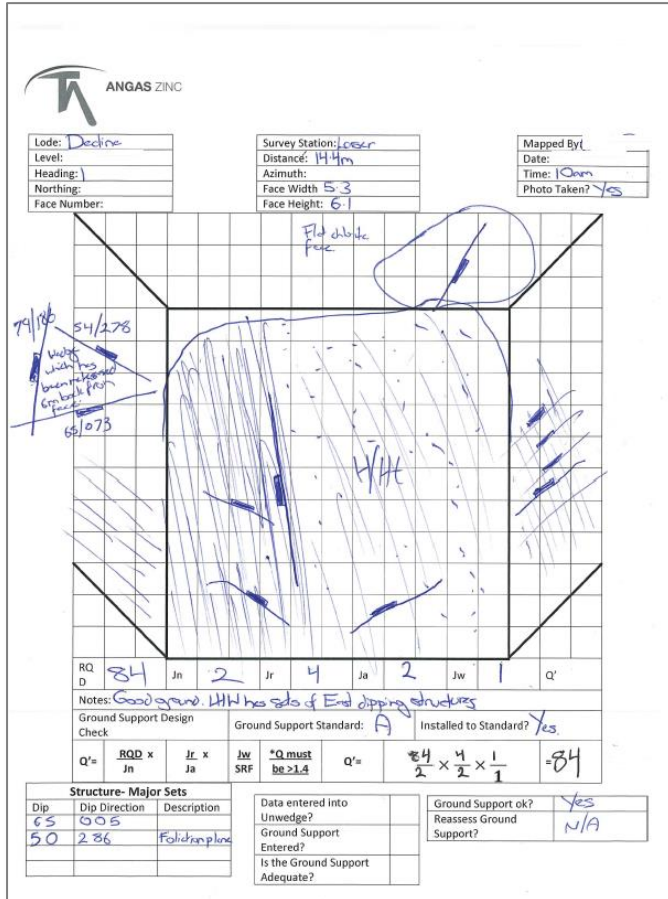 ANGAS ZINC
Lode: Decline
Level:
Heading:
Northing:
Face Number:
Survey Station:
Distance: 14.4m
Azimuth:
Face Width 5.3
Face Height: 6.1
Mapped By:
Date:
Time: 10am
Photo Taken? Yes
Flat chlorite
face
79/186
54/278
Wedge
which has
been released
6m back from
face.
65/073
RQ
D 84 Jn 2 Jr 4 Ja 2 Jw 1 Q'
Notes: Good ground. LHW has sets of East dipping structures
Ground Support Design
Check
Ground Support Standard: A
Installed to Standard? Yes.
Q'= RQD x Jr x Jw *Q must
Jn Ja SRF be >1.4
Q'= 84/2 x 4/2 x 1/1 =84
Structure- Major Sets
Dip Dip Direction Description
65 005
50 286 Foliation plane
Data entered into
Unwedge?
Ground Support
Entered?
Is the Ground Support
Adequate?
Ground Support ok? Yes
Reassess Ground
Support? N/A